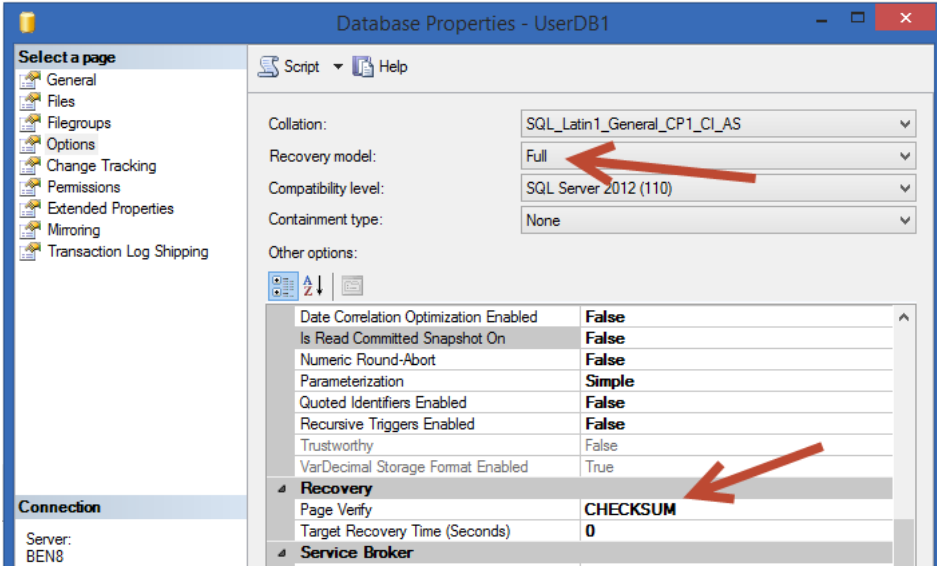 Database Properties - UserDB1
Select a page
General
Files
Filegroups
Options
Change Tracking
Permissions
Extended Properties
Mirroring
Transaction Log Shipping
Connection
Server:
BEN8
Script Help
Collation: SQL_Latin1_General_CP1_CI_AS
Recovery model: Full
Compatibility level: SQL Server 2012 (110)
Containment type: None
Other options:
Date Correlation Optimization Enabled False
Is Read Committed Snapshot On False
Numeric Round-Abort False
Parameterization Simple
Quoted Identifiers Enabled False
Recursive Triggers Enabled False
Trustworthy False
VarDecimal Storage Format Enabled True
Recovery
Page Verify CHECKSUM
Target Recovery Time (Seconds) 0
Service Broker